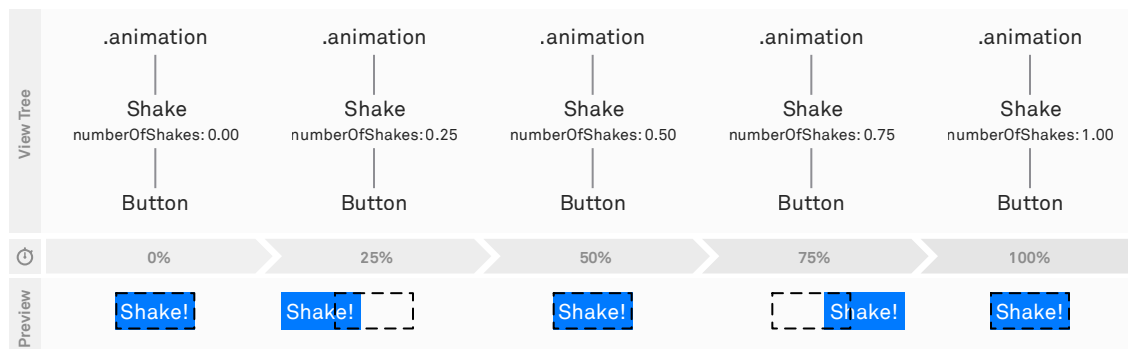 View Tree
.animation .animation .animation .animation .animation
Shake Shake Shake Shake Shake
numberOfShakes: 0.00 numberOfShakes: 0.25 numberOfShakes: 0.50 numberOfShakes: 0.75 numberOfShakes: 1.00
Button Button Button Button Button
0% 25% 50% 75% 100%
Preview
Shake! Shake! Shake! Shake! Shake!